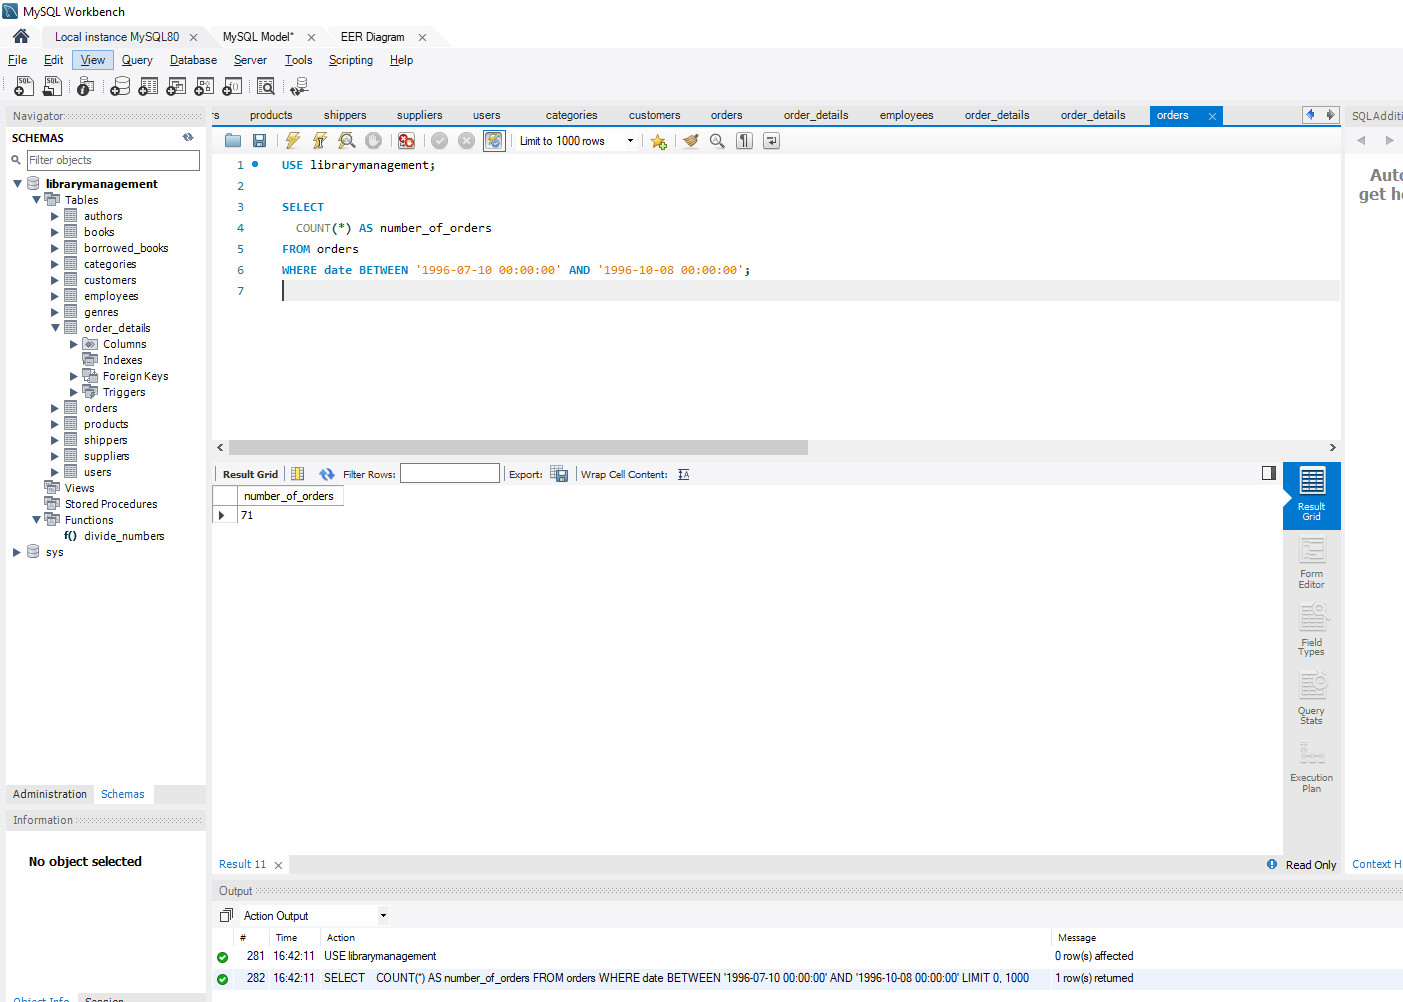 MySQL Workbench
Local instance MySQL80 MySQL Model* EER Diagram
File Edit View Query Database Server Tools Scripting Help
Navigator
SCHEMAS
Filter objects
librarymanagement
Tables
authors
books
borrowed_books
categories
customers
employees
genres
order_details
Columns
Indexes
Foreign Keys
Triggers
orders
products
shippers
suppliers
users
Views
Stored Procedures
Functions
f() divide_numbers
sys
Administration Schemas
Information
No object selected
Object Info Session
rs products shippers suppliers users categories customers orders order_details employees order_details order_details orders
Limit to 1000 rows
1 USE librarymanagement;
2
3 SELECT
4 COUNT(*) AS number_of_orders
5 FROM orders
6 WHERE date BETWEEN '1996-07-10 00:00:00' AND '1996-10-08 00:00:00';
7
Result Grid Filter Rows: Export: Wrap Cell Content:
number_of_orders
71
Result
Grid
Form
Editor
Field
Types
Query
Stats
Execution
Plan
Result 11 Read Only
Output
Action Output
# Time Action Message
281 16:42:11 USE librarymanagement 0 row(s) affected
282 16:42:11 SELECT COUNT(*) AS number_of_orders FROM orders WHERE date BETWEEN '1996-07-10 00:00:00' AND '1996-10-08 00:00:00' LIMIT 0, 1000 1 row(s) returned
SQLAdditi
Auto
get he
Context H